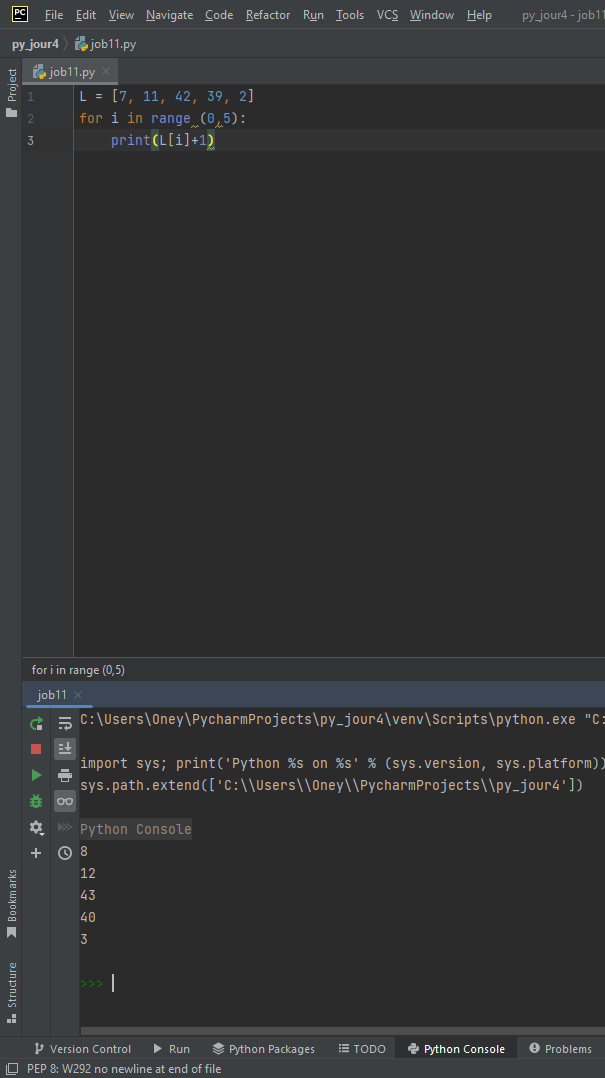 PC File Edit View Navigate Code Refactor Run Tools VCS Window Help py_jour4 - job1
py_jour4 job11.py
Project
job11.py
1 L = [7, 11, 42, 39, 2]
2 for i in range (0,5):
3 print(L[i]+1)
for i in range (0,5)
job11
C:\Users\Oney\PycharmProjects\py_jour4\venv\Scripts\python.exe "C:
import sys; print('Python %s on %s' % (sys.version, sys.platform))
sys.path.extend(['C:\\Users\\Oney\\PycharmProjects\\py_jour4'])
Python Console
8
12
43
40
3
>>>
Bookmarks
Structure
Version Control Run Python Packages TODO Python Console Problems
PEP 8: W292 no newline at end of file